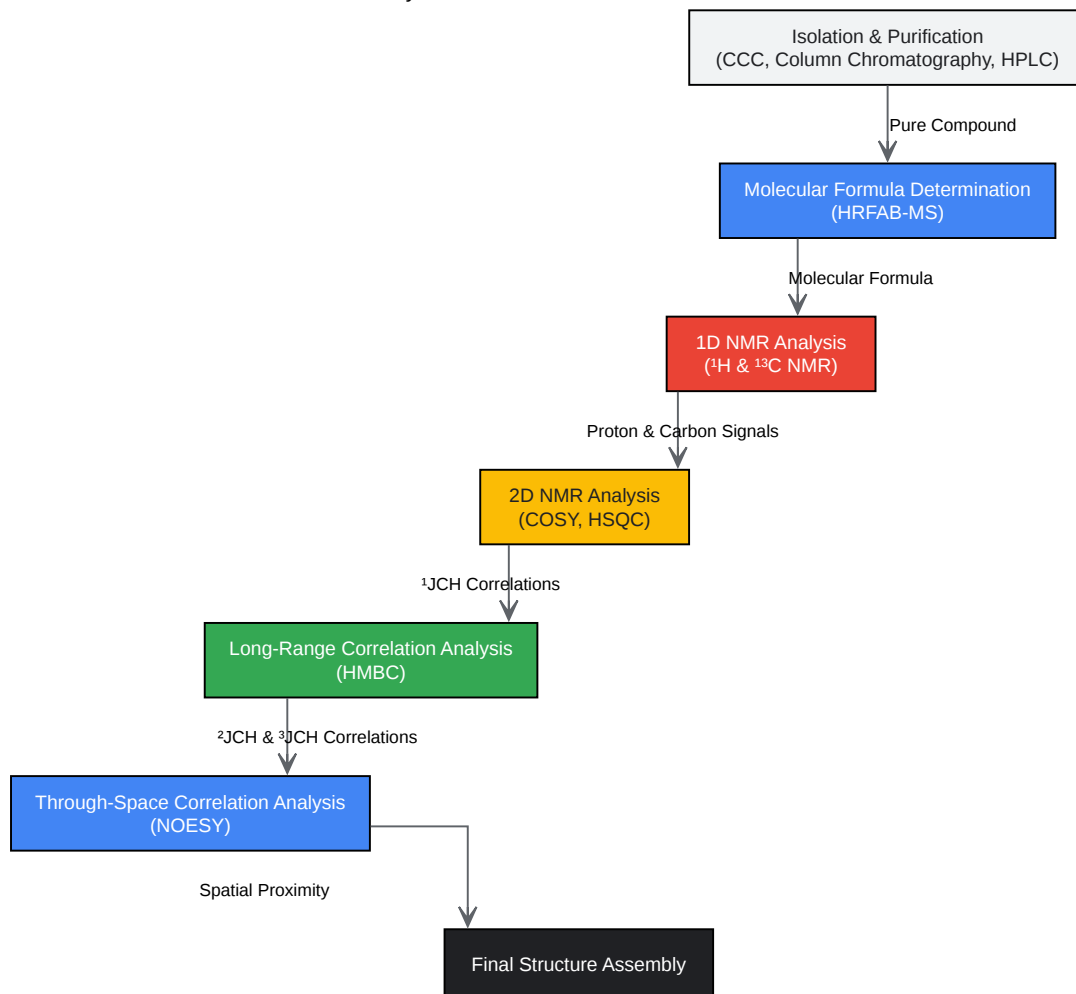 Isolation & Purification
(CCC, Column Chromatography, HPLC)
Pure Compound
Molecular Formula Determination
(HRFAB-MS)
Molecular Formula
1D NMR Analysis
(¹H & ¹³C NMR)
Proton & Carbon Signals
2D NMR Analysis
(COSY, HSQC)
¹JCH Correlations
Long-Range Correlation Analysis
(HMBC)
²JCH & ³JCH Correlations
Through-Space Correlation Analysis
(NOESY)
Spatial Proximity
Final Structure Assembly